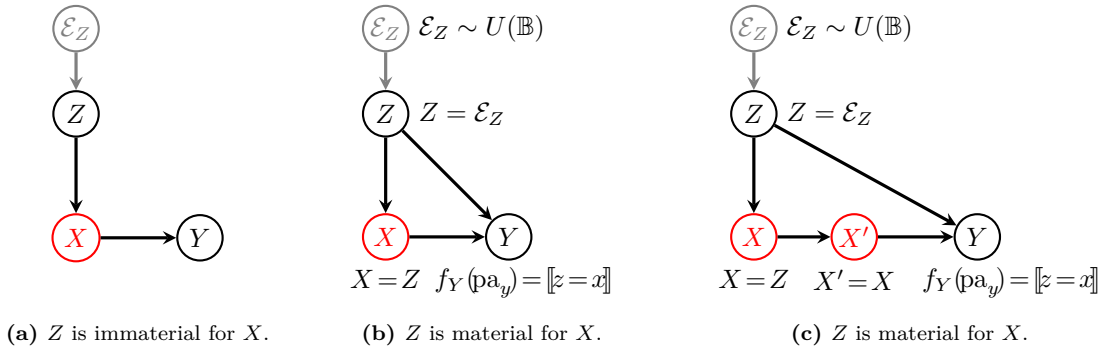 ℰ_Z
ℰ_Z ℰ_Z ∼ U(𝔹)
ℰ_Z ℰ_Z ∼ U(𝔹)
Z
Z Z = ℰ_Z
Z Z = ℰ_Z
X Y
X Y
X X′ Y
X = Z f_Y(pa_y) = ⟦z = x⟧
X = Z X′ = X f_Y(pa_y) = ⟦z = x⟧
(a) Z is immaterial for X.
(b) Z is material for X.
(c) Z is material for X.